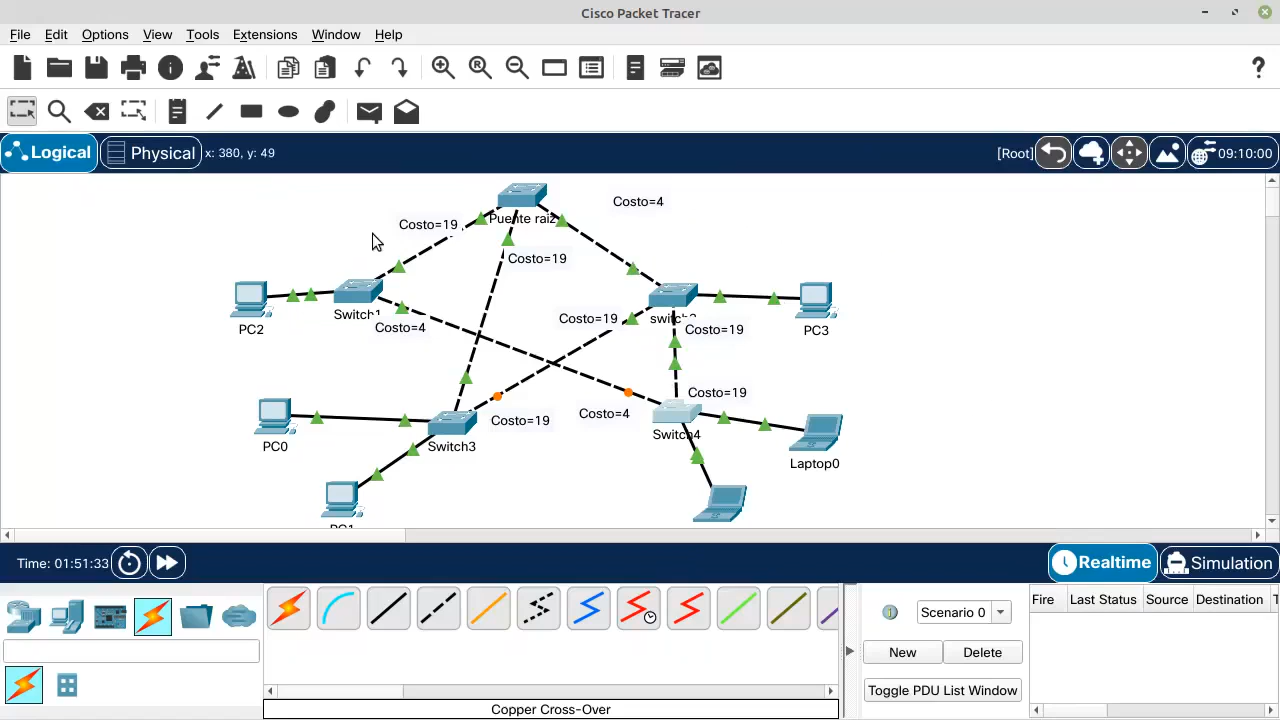 Cisco Packet Tracer
File Edit Options View Tools Extensions Window Help
Logical Physical x: 380, y: 49 [Root] 09:10:00
Costo=4
Puente raiz
Costo=19
Costo=19
PC2
Switch1
Costo=4
Costo=19
Costo=19
PC3
Costo=19
Costo=4
Costo=19
PC0
Switch3
Switch4
Laptop0
Time: 01:51:33 Realtime Simulation
Scenario 0
Fire Last Status Source Destination
New Delete
Toggle PDU List Window
Copper Cross-Over